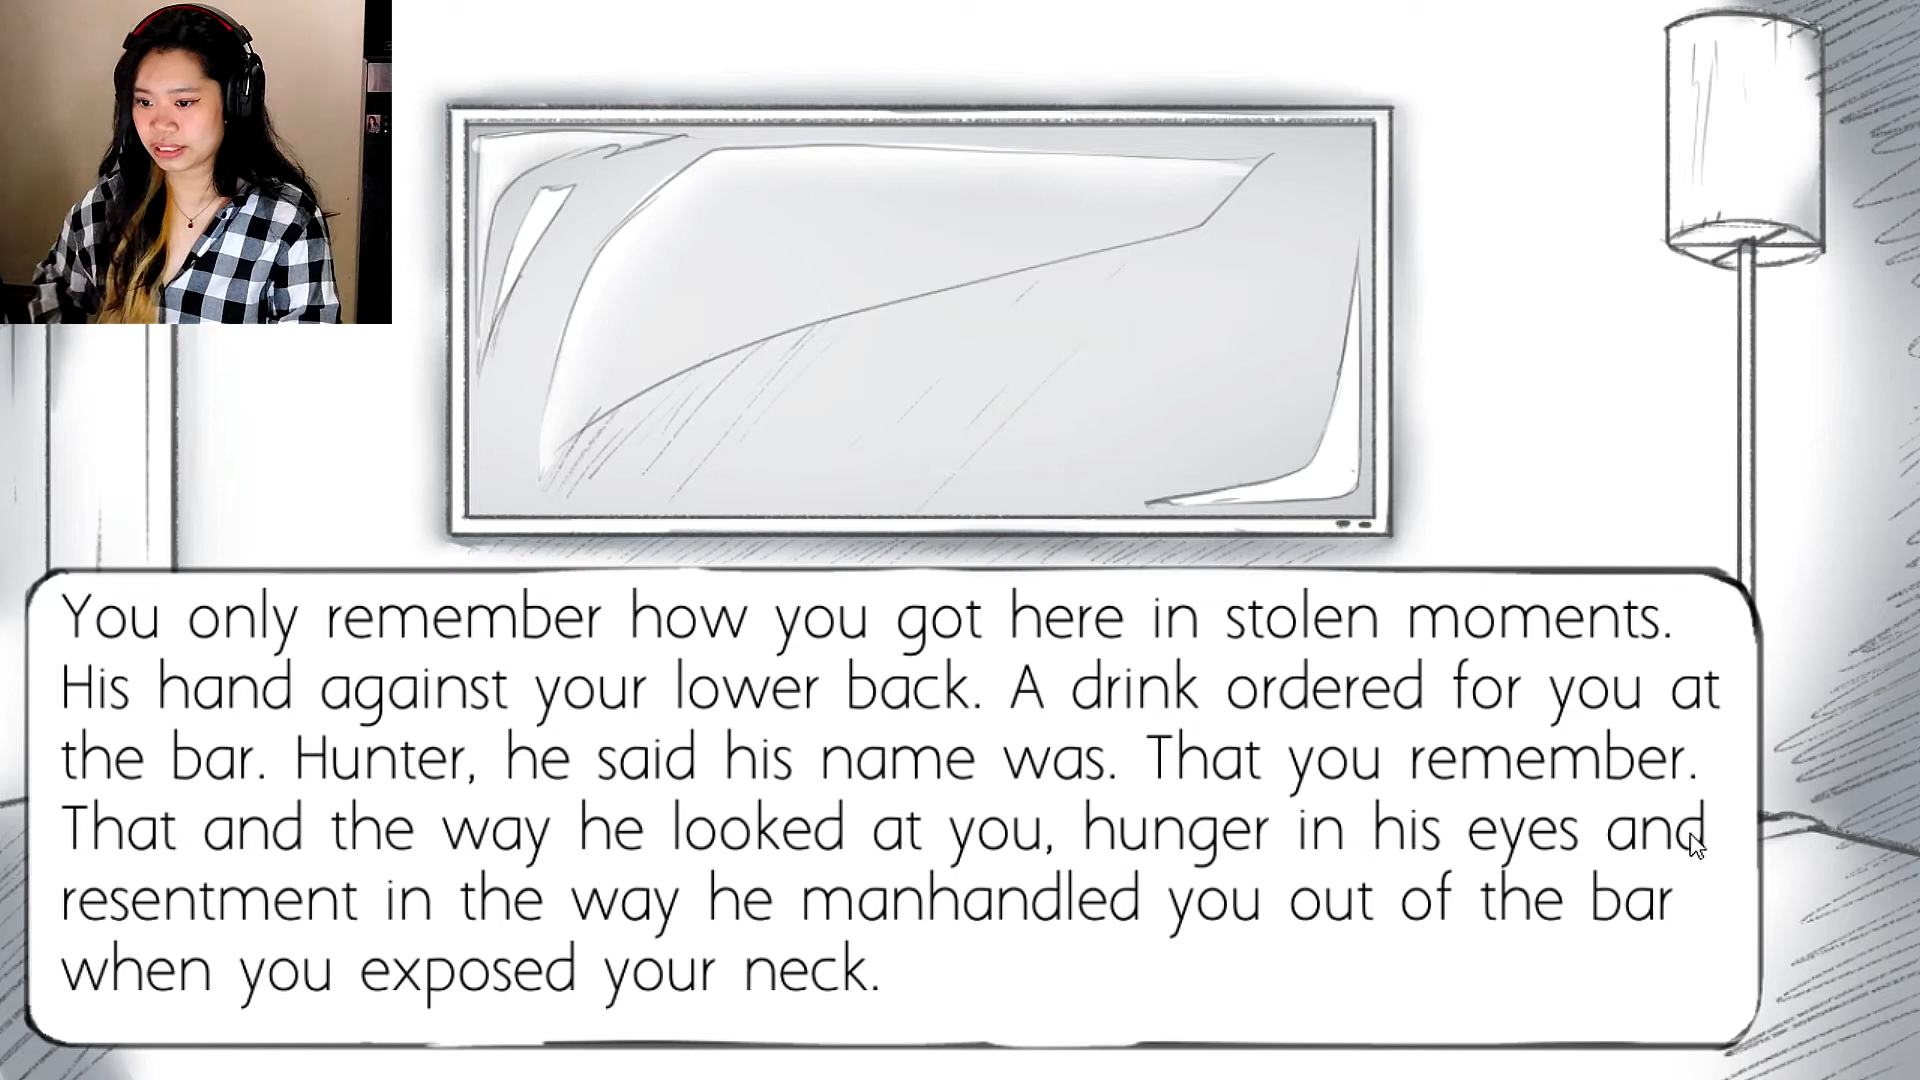 You only remember how you got here in stolen moments.
His hand against your lower back. A drink ordered for you at
the bar. Hunter, he said his name was. That you remember.
That and the way he looked at you, hunger in his eyes and
resentment in the way he manhandled you out of the bar
when you exposed your neck.